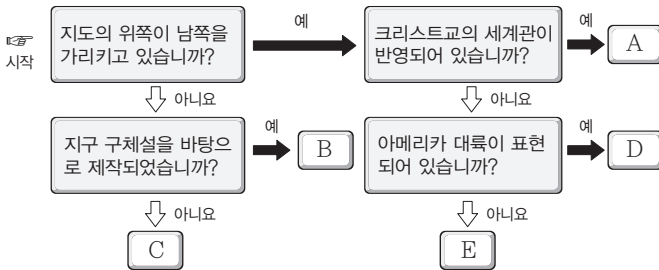 ☞
시작
지도의 위쪽이 남쪽을
가리키고 있습니까?
예
크리스트교의 세계관이
반영되어 있습니까?
예
A
아니요
아니요
지구 구체설을 바탕으
로 제작되었습니까?
예
B
아메리카 대륙이 표현
되어 있습니까?
예
D
아니요
아니요
C
E